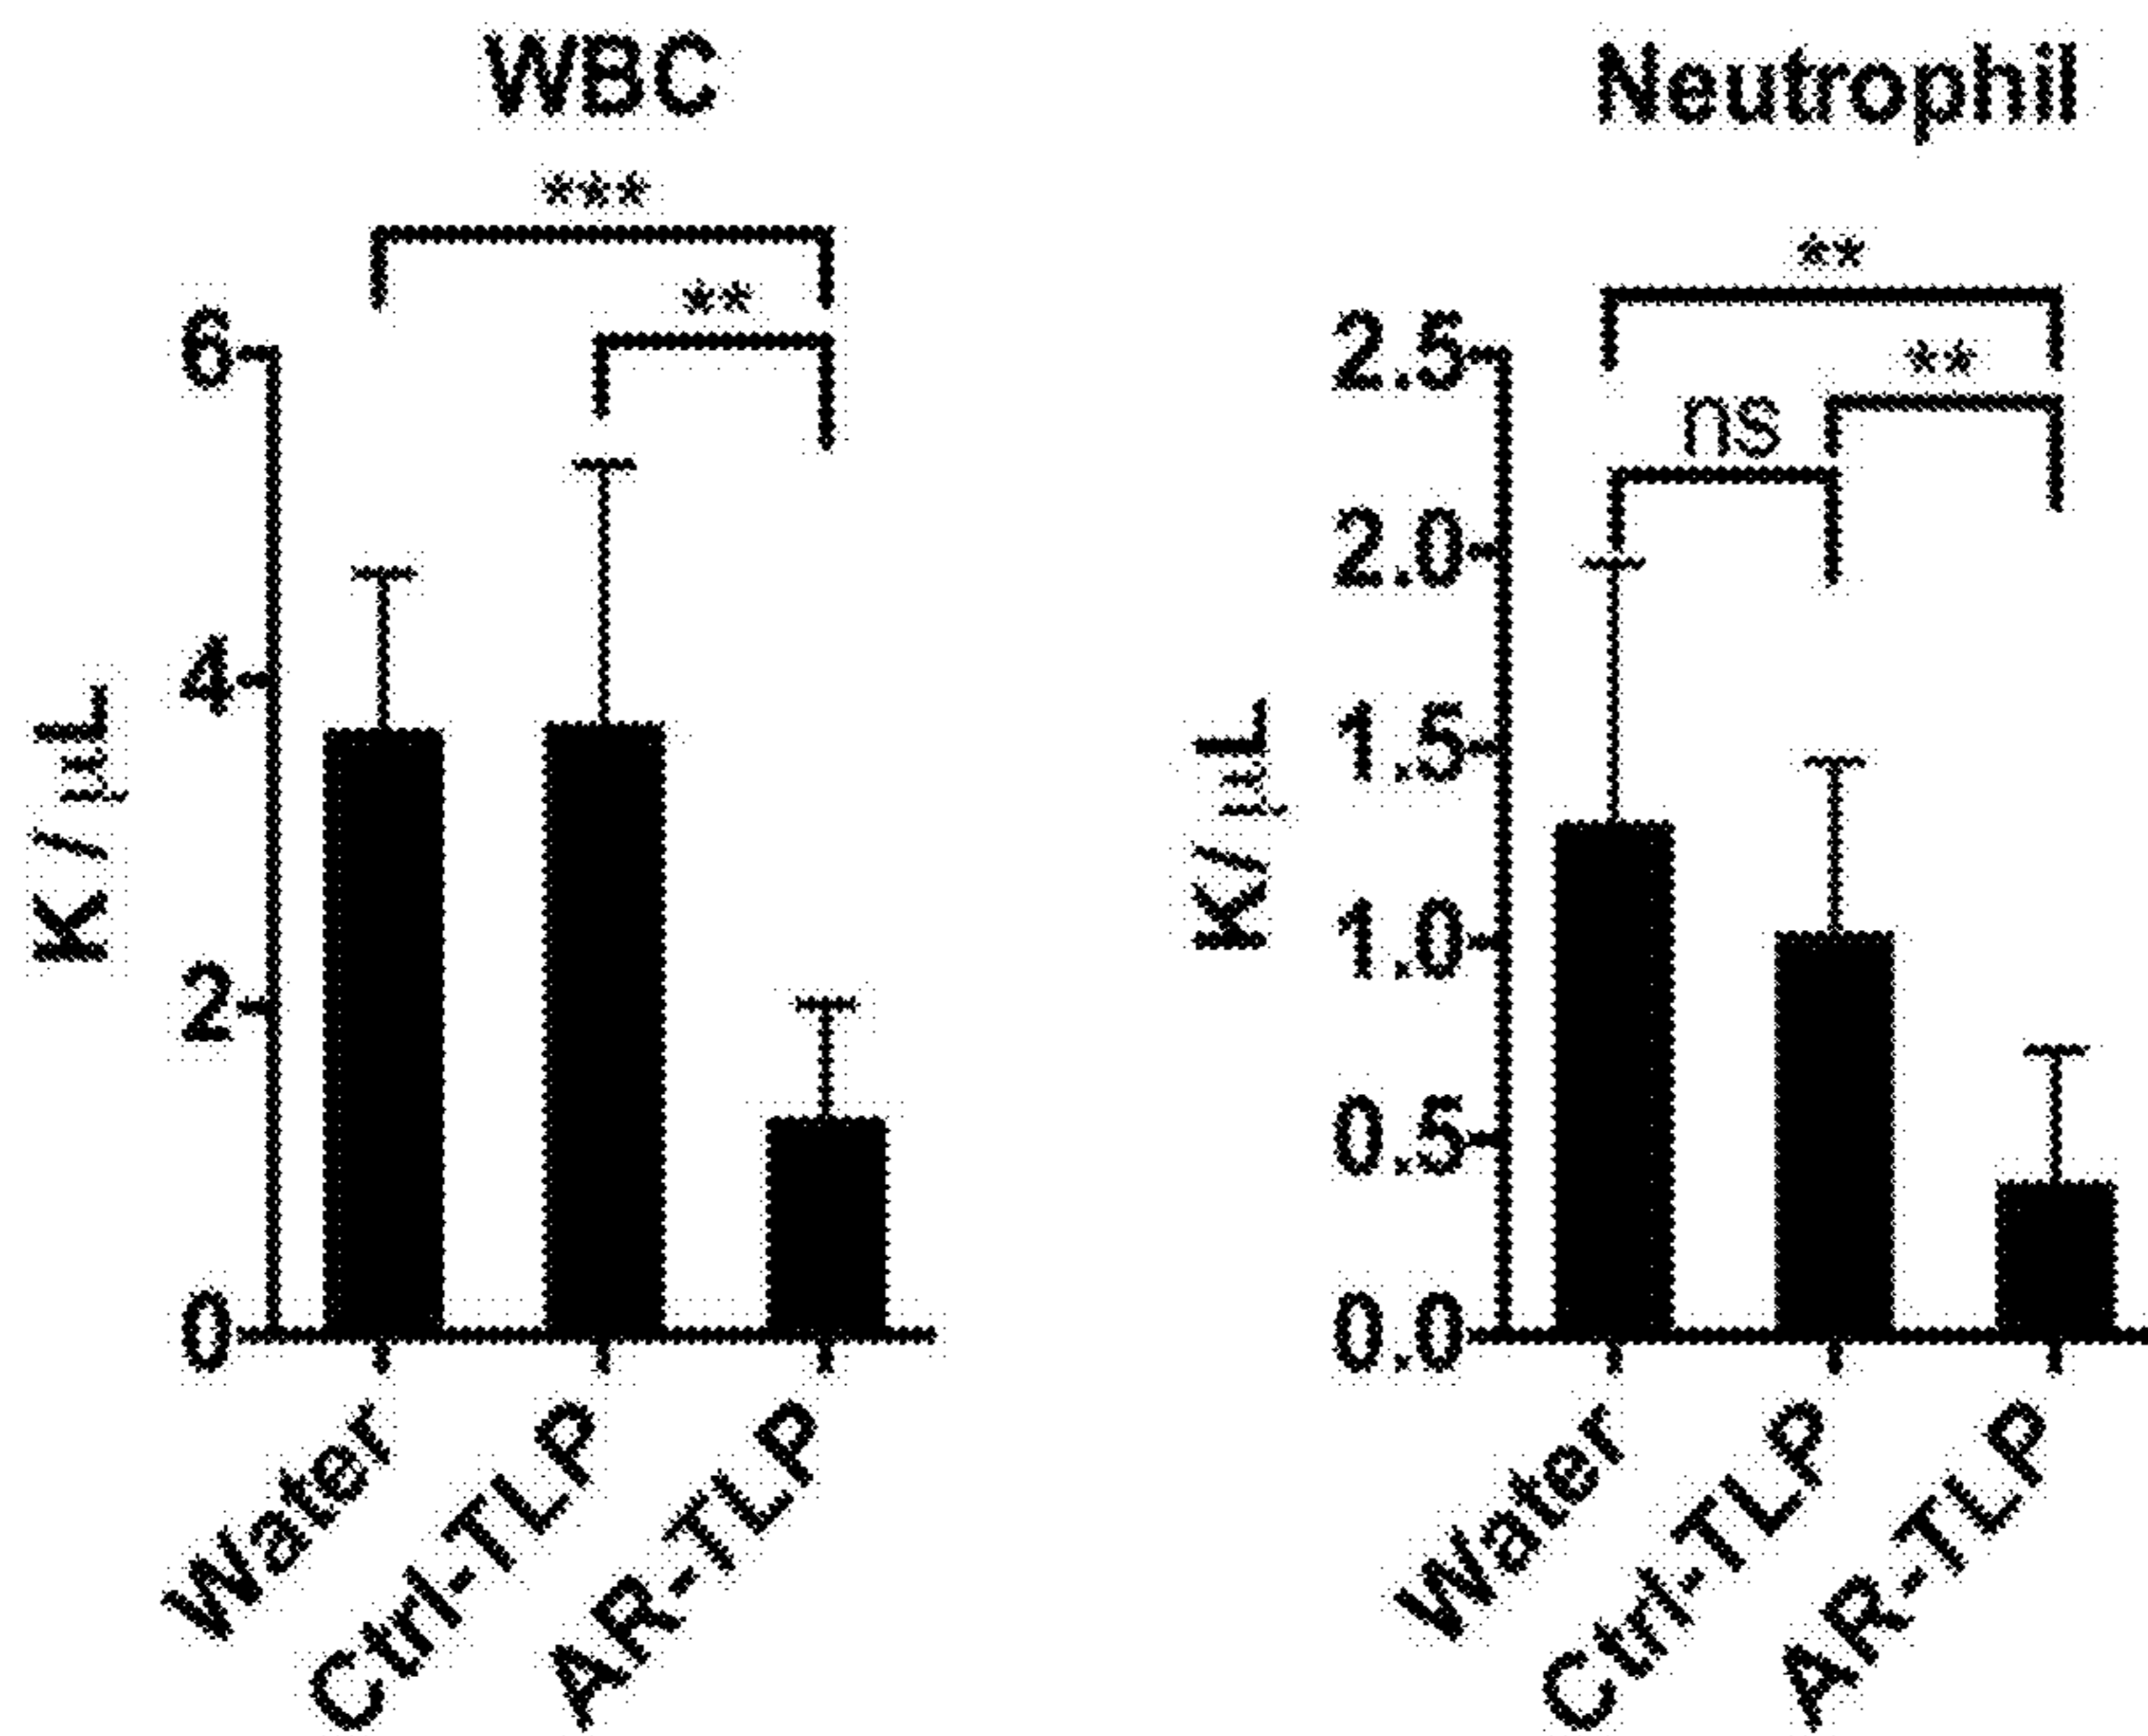 WBC
***
**
6
4
2
0
K / µL
Water
Ctrl-TLP
AR-TLP
Neutrophil
**
**
ns
2.5
2.0
1.5
1.0
0.5
0.0
K/ µL
Water
Ctrl-TLP
AR-TLP